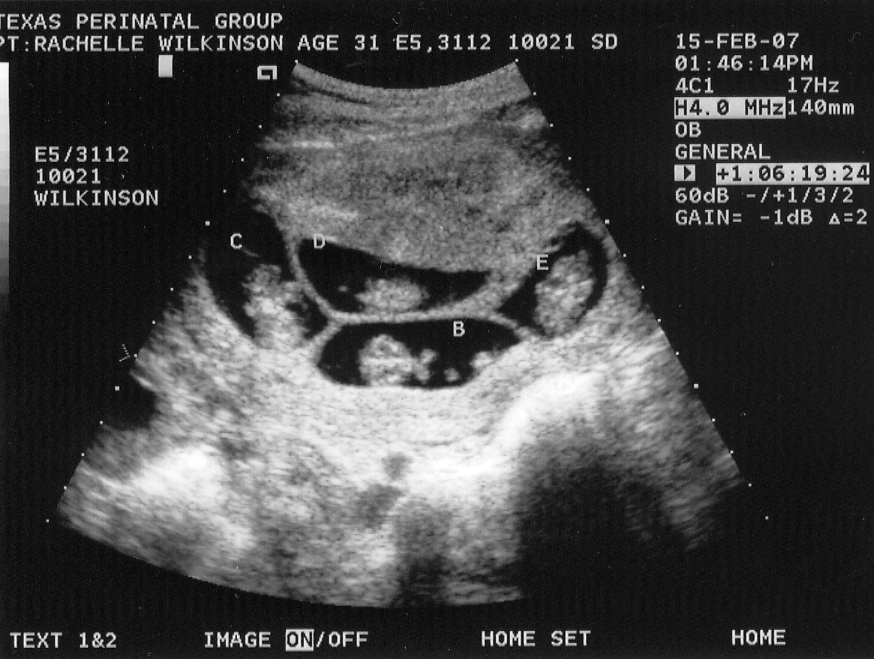 TEXAS PERINATAL GROUP
PT:RACHELLE WILKINSON AGE 31 E5,3112 10021 SD
15-FEB-07
01:46:14PM
4C1 17Hz
H4.0 MHz 140mm
OB
GENERAL
+1:06:19:24
60dB -/+1/3/2
GAIN= -1dB Δ=2
E5/3112
10021
WILKINSON
C
D
E
B
TEXT 1&2 IMAGE ON/OFF HOME SET HOME